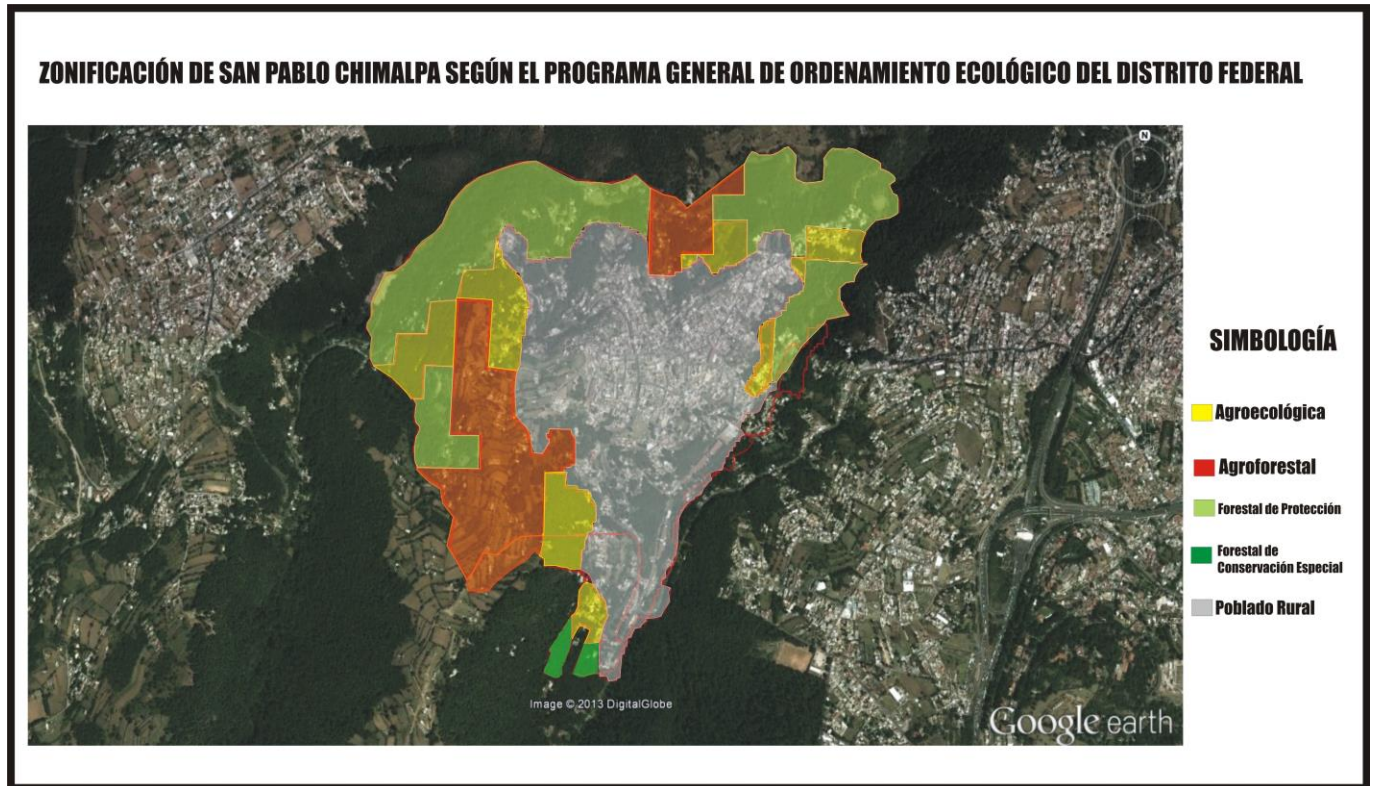 ZONIFICACIÓN DE SAN PABLO CHIMALPA SEGÚN EL PROGRAMA GENERAL DE ORDENAMIENTO ECOLÓGICO DEL DISTRITO FEDERAL
N
SIMBOLOGÍA
Agroecológica
Agroforestal
Forestal de Protección
Forestal de
Conservación Especial
Poblado Rural
Image © 2013 DigitalGlobe
Google earth